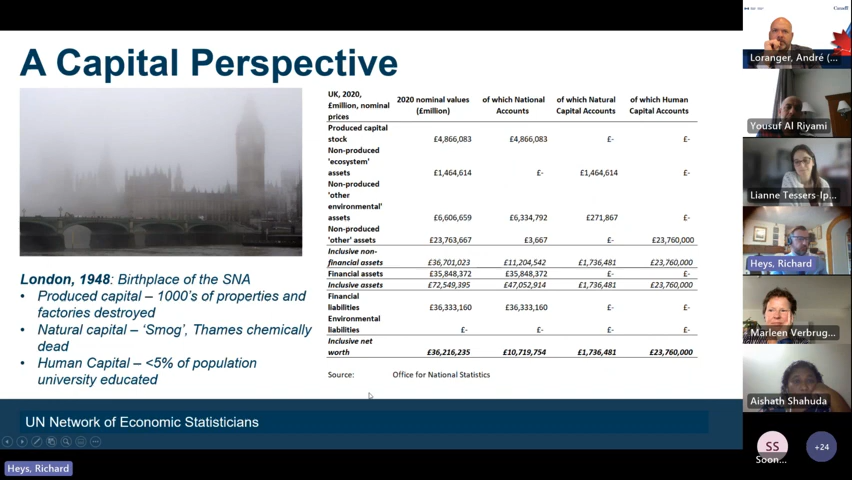 A Capital Perspective
London, 1948: Birthplace of the SNA
• Produced capital – 1000's of properties and
factories destroyed
• Natural capital – 'Smog', Thames chemically
dead
• Human Capital – <5% of population
university educated
UK, 2020,
£million, nominal
prices
2020 nominal values
(£million)
of which National
Accounts
of which Natural
Capital Accounts
of which Human
Capital Accounts
Produced capital
stock £4,866,083 £4,866,083 £- £-
Non-produced
'ecosystem'
assets £1,464,614 £- £1,464,614 £-
Non-produced
'other
environmental'
assets £6,606,659 £6,334,792 £271,867 £-
Non-produced
'other' assets £23,763,667 £3,667 £- £23,760,000
Inclusive non-
financial assets £36,701,023 £11,204,542 £1,736,481 £23,760,000
Financial assets £35,848,372 £35,848,372 £- £-
Inclusive assets £72,549,395 £47,052,914 £1,736,481 £23,760,000
Financial
liabilities £36,333,160 £36,333,160 £- £-
Environmental
liabilities £- £- £- £-
Inclusive net
worth £36,216,235 £10,719,754 £1,736,481 £23,760,000
Source: Office for National Statistics
UN Network of Economic Statisticians
Heys, Richard
Canada
Loranger, André (...
Yousuf Al Riyami
Lianne Tessers-Ip...
Heys, Richard
Marleen Verbrug...
Aishath Shahuda
SS
Soon...
+24